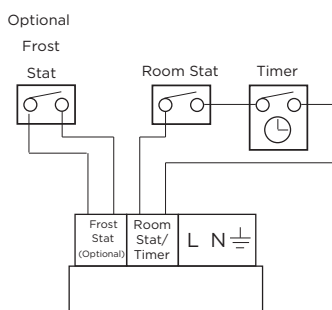 Optional
Frost
Stat
Room Stat
Timer
Frost
Stat
(Optional)
Room
Stat/
Timer
L N